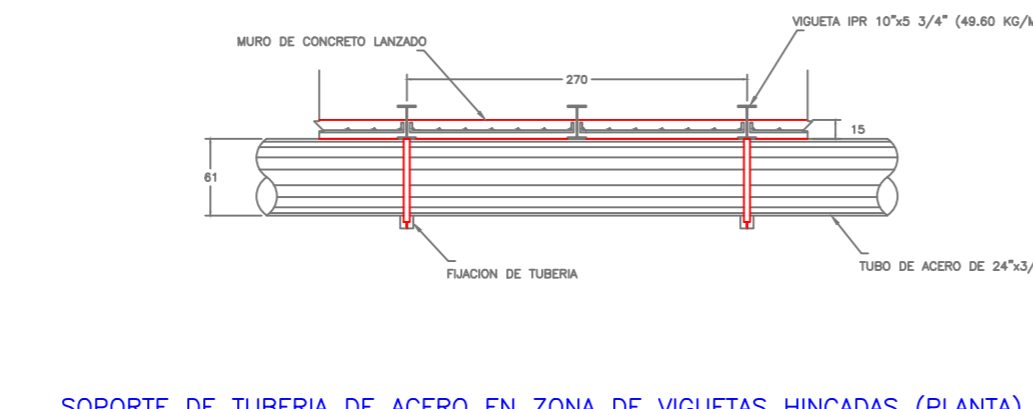 VIGUETA IPR 10"x5 3/4" (49.60 KG/M
MURO DE CONCRETO LANZADO
270
15
61
FIJACION DE TUBERIA
TUBO DE ACERO DE 24"x3/
SOPORTE DE TUBERIA DE ACERO EN ZONA DE VIGUETAS HINCADAS (PLANTA)